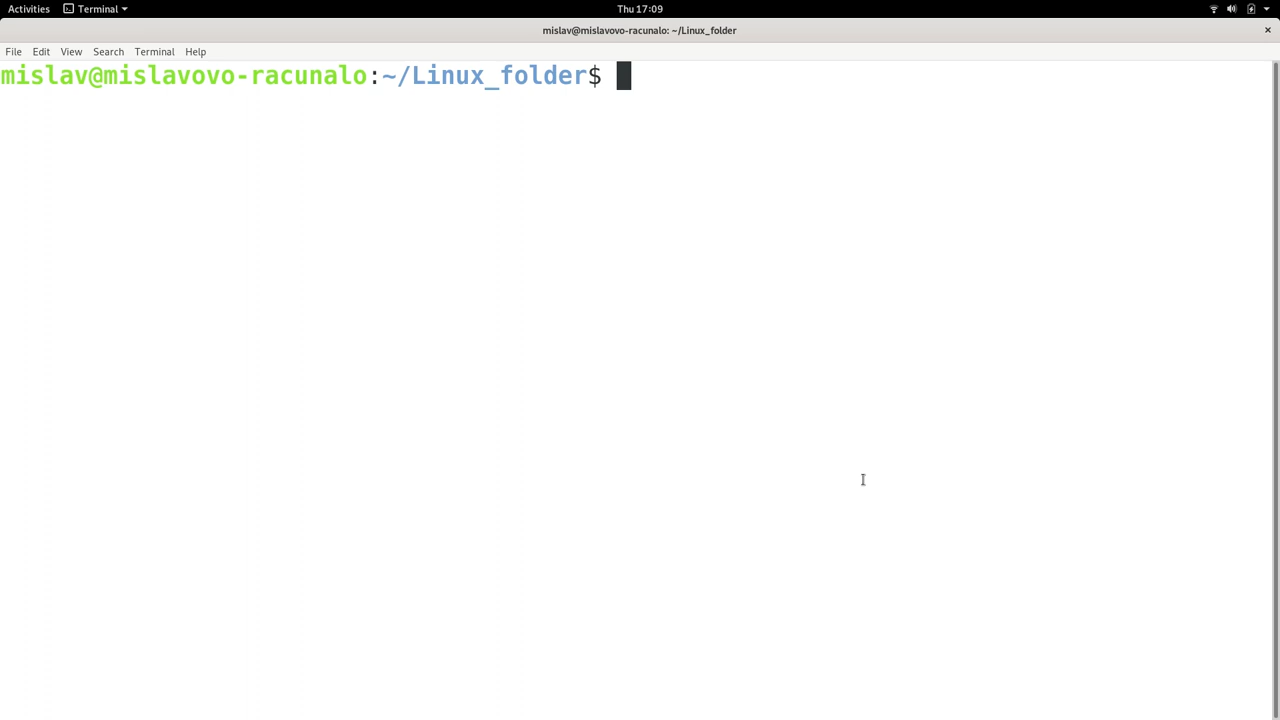 Activities Terminal Thu 17:09
mislav@mislavovo-racunalo: ~/Linux_folder
File Edit View Search Terminal Help
mislav@mislavovo-racunalo:~/Linux_folder$